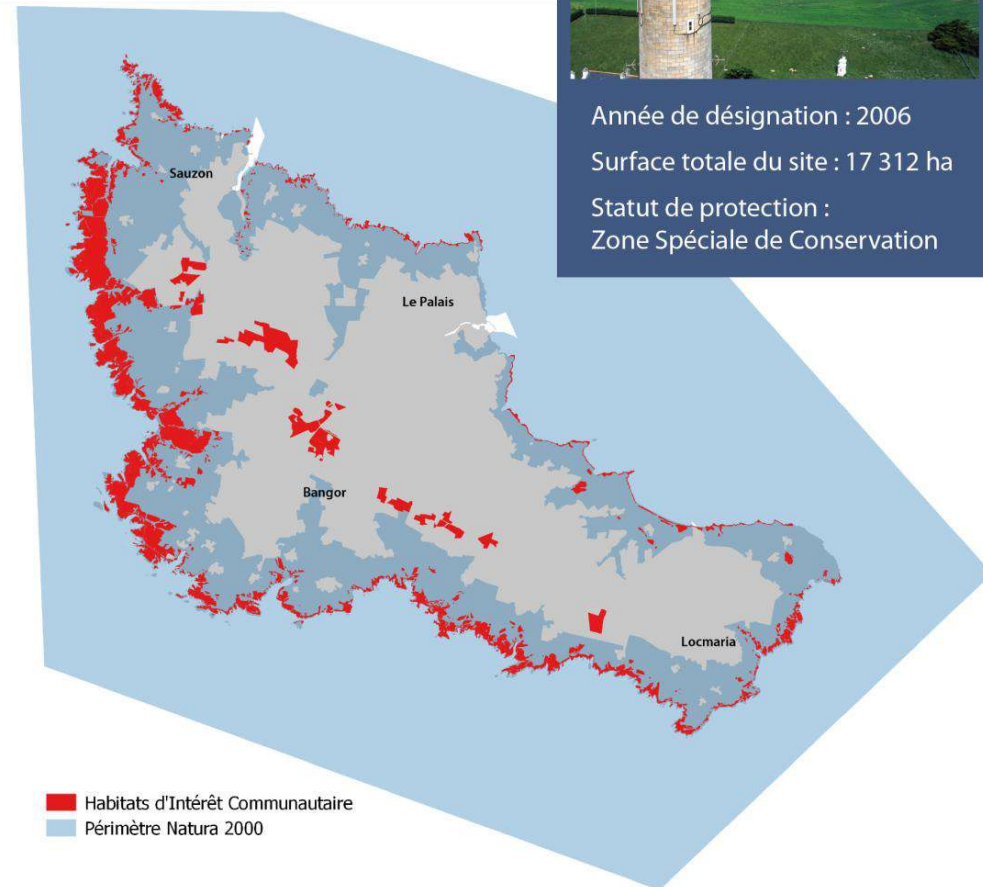 Année de désignation : 2006
Surface totale du site : 17 312 ha
Statut de protection :
Zone Spéciale de Conservation
Sauzon
Le Palais
Bangor
Locmaria
Habitats d'Intérêt Communautaire
Périmètre Natura 2000